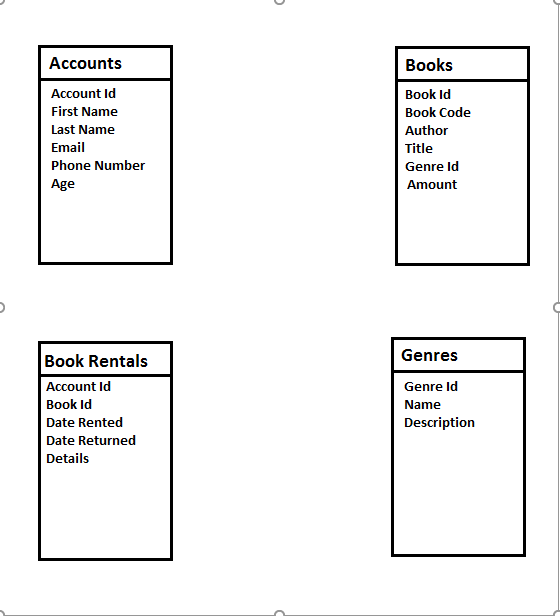 Accounts
Account Id
First Name
Last Name
Email
Phone Number
Age
Books
Book Id
Book Code
Author
Title
Genre Id
Amount
Book Rentals
Account Id
Book Id
Date Rented
Date Returned
Details
Genres
Genre Id
Name
Description